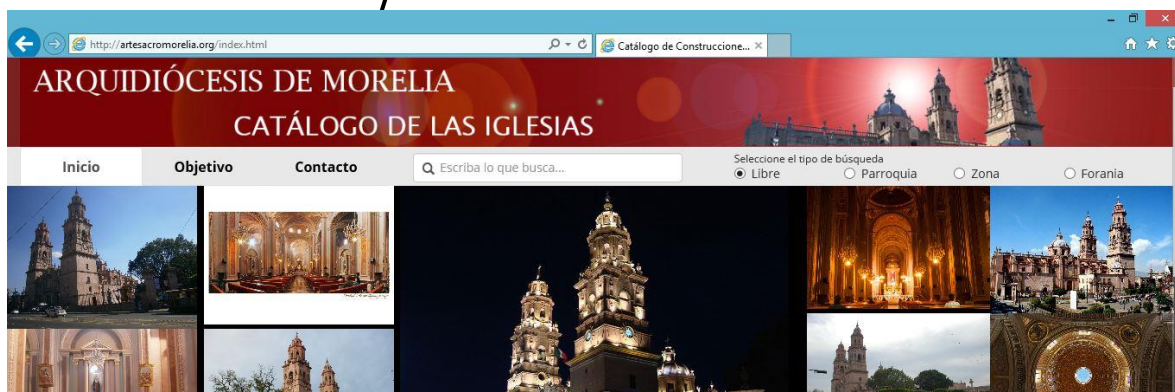 http://artesacromorelia.org/index.html
Catálogo de Construccione...
ARQUIDIÓCESIS DE MORELIA
CATÁLOGO DE LAS IGLESIAS
Inicio Objetivo Contacto Escriba lo que busca...
Seleccione el tipo de búsqueda
Libre Parroquia Zona Forania